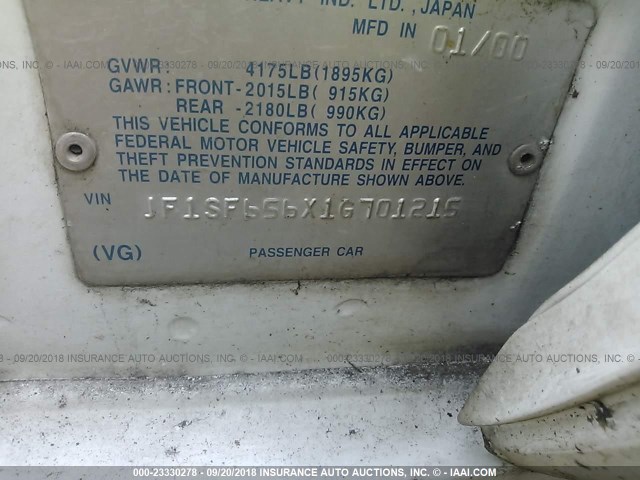 IND. LTD.,JAPAN
MFD IN 01/00
GVWR: 4175LB(1895KG)
GAWR: FRONT-2015LB( 915KG)
REAR -2180LB( 990KG)
THIS VEHICLE CONFORMS TO ALL APPLICABLE
FEDERAL MOTOR VEHICLE SAFETY, BUMPER, AND
THEFT PREVENTION STANDARDS IN EFFECT ON
THE DATE OF MANUFACTURE SHOWN ABOVE.
VIN JF1SF656X1G701215
(VG) PASSENGER CAR
000-23330278 - 09/20/2018 INSURANCE AUTO AUCTIONS - © IAAI.COM